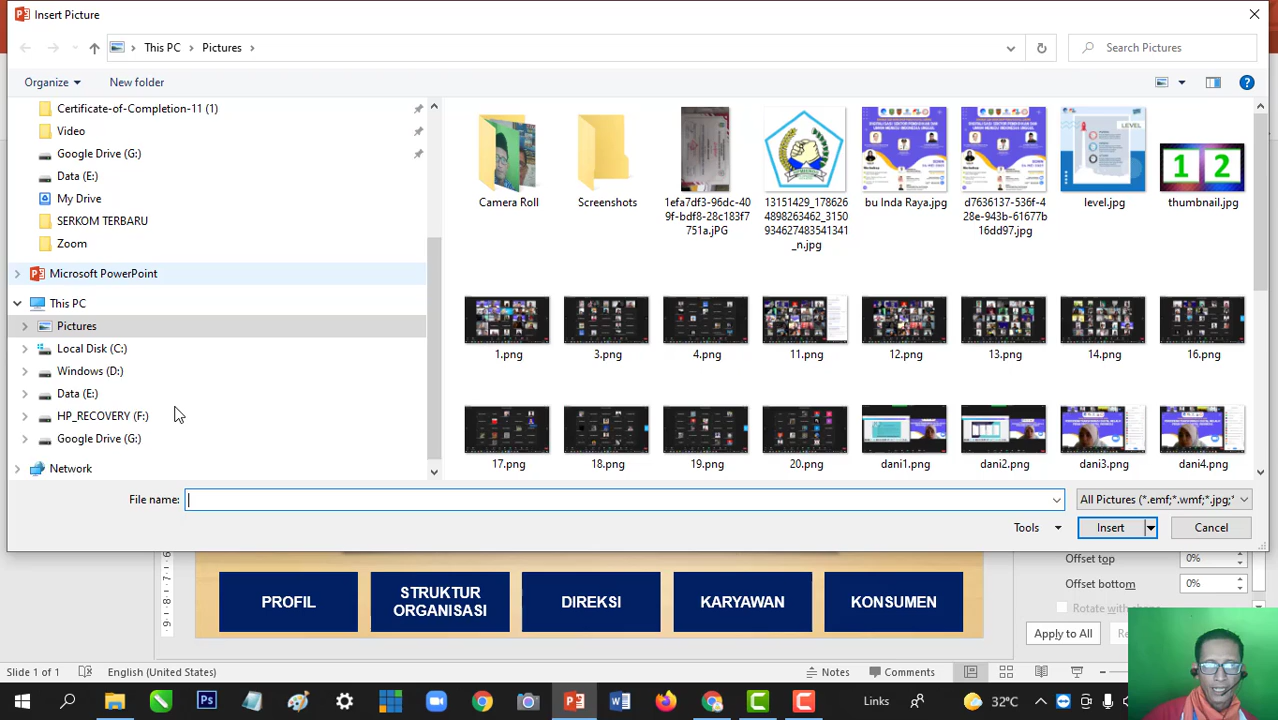 Insert Picture
This PC
Pictures
Search Pictures
Organize
New folder
Certificate-of-Completion-11 (1)
Video
Google Drive (G:)
Data (E:)
My Drive
SERKOM TERBARU
Zoom
Microsoft PowerPoint
This PC
Pictures
Local Disk (C:)
Windows (D:)
Data (E:)
HP_RECOVERY (F:)
Google Drive (G:)
Network
Camera Roll
Screenshots
1efa7df3-96dc-40
9f-bdf8-28c183f7
751a.jPG
13151429_178626
4898263462_3150
934627483541341
_n.jpg
bu Inda Raya.jpg
d7636137-536f-4
28e-943b-61677b
16dd97.jpg
LEVEL
level.jpg
1 2
thumbnail.jpg
1.png
3.png
4.png
11.png
12.png
13.png
14.png
16.png
17.png
18.png
19.png
20.png
dani1.png
dani2.png
dani3.png
dani4.png
File name:
All Pictures (*.emf;*.wmf;*.jpg;*
Tools
Insert
Cancel
PROFIL
STRUKTUR
ORGANISASI
DIREKSI
KARYAWAN
KONSUMEN
Offset top
0%
Offset bottom
0%
Rotate with shape
Apply to All
Slide 1 of 1
English (United States)
Notes
Comments
Links
32°C